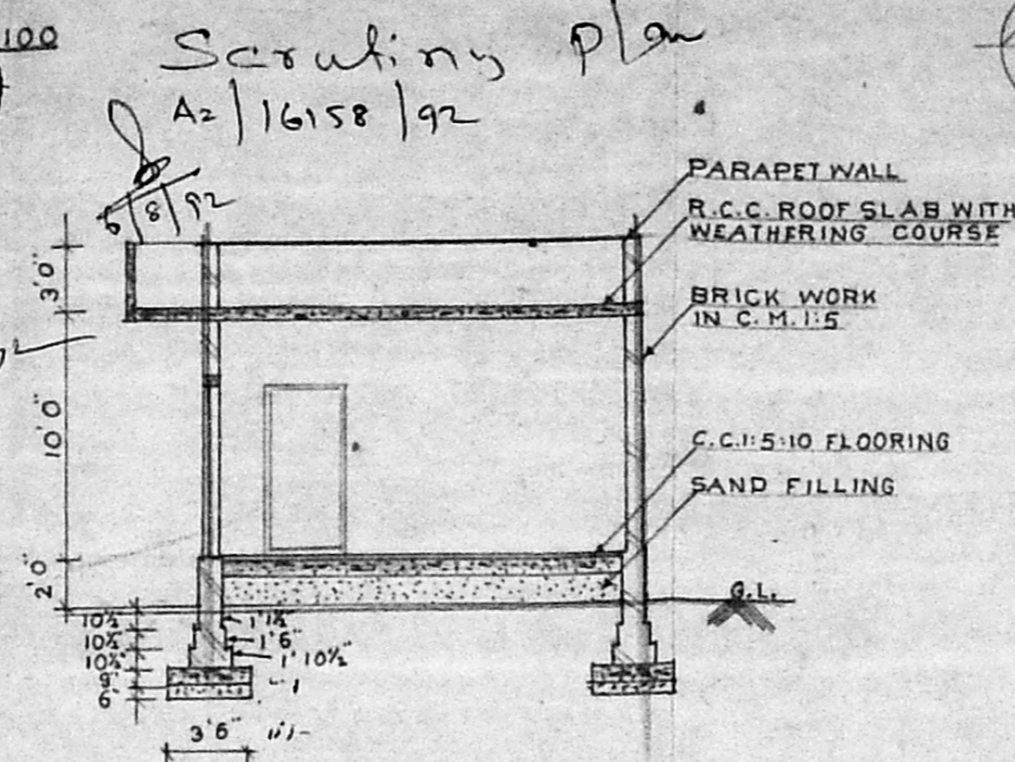 100
Scrutiny Plan
A2/16158/92
6/8/92
PARAPET WALL
R.C.C. ROOF SLAB WITH
WEATHERING COURSE
3'0"
BRICK WORK
IN C.M.1:5
10'0"
C.C.1:5:10 FLOORING
SAND FILLING
2'0"
G.L.
10½" 1'1½"
10½" 1'6"
10½" 1'10½"
9"
6"
3'6"